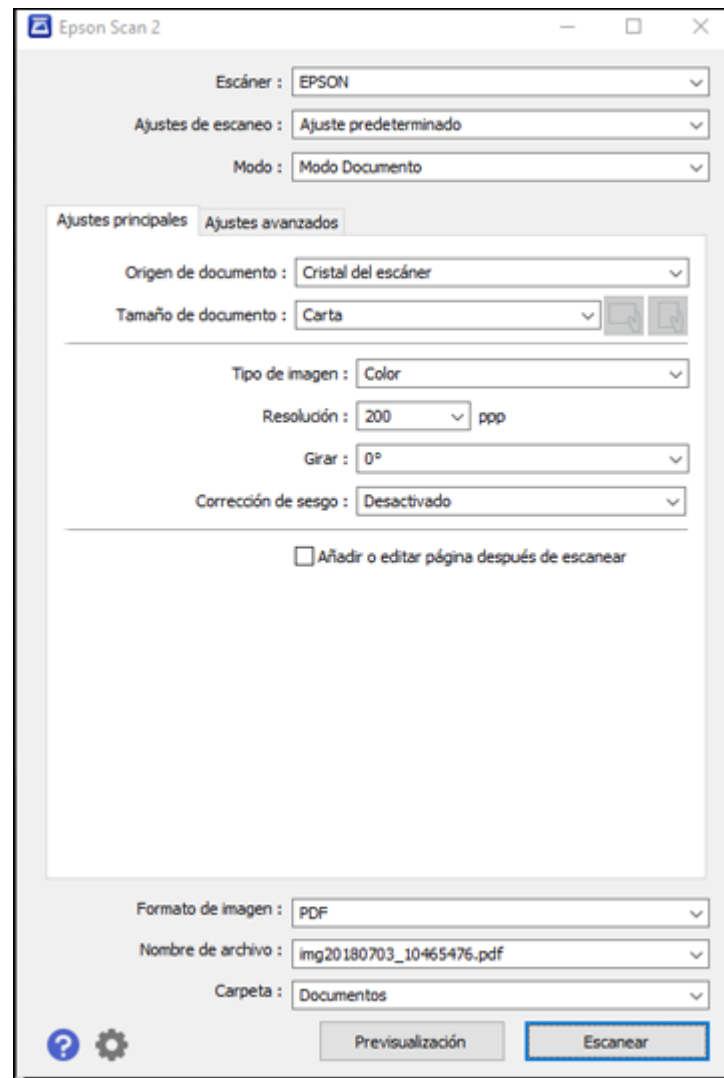 Epson Scan 2
Escáner : EPSON
Ajustes de escaneo : Ajuste predeterminado
Modo : Modo Documento
Ajustes principales Ajustes avanzados
Origen de documento : Cristal del escáner
Tamaño de documento : Carta
Tipo de imagen : Color
Resolución : 200 ppp
Girar : 0°
Corrección de sesgo : Desactivado
Añadir o editar página después de escanear
Formato de imagen : PDF
Nombre de archivo : img20180703_10465476.pdf
Carpeta : Documentos
? Previsualización Escanear